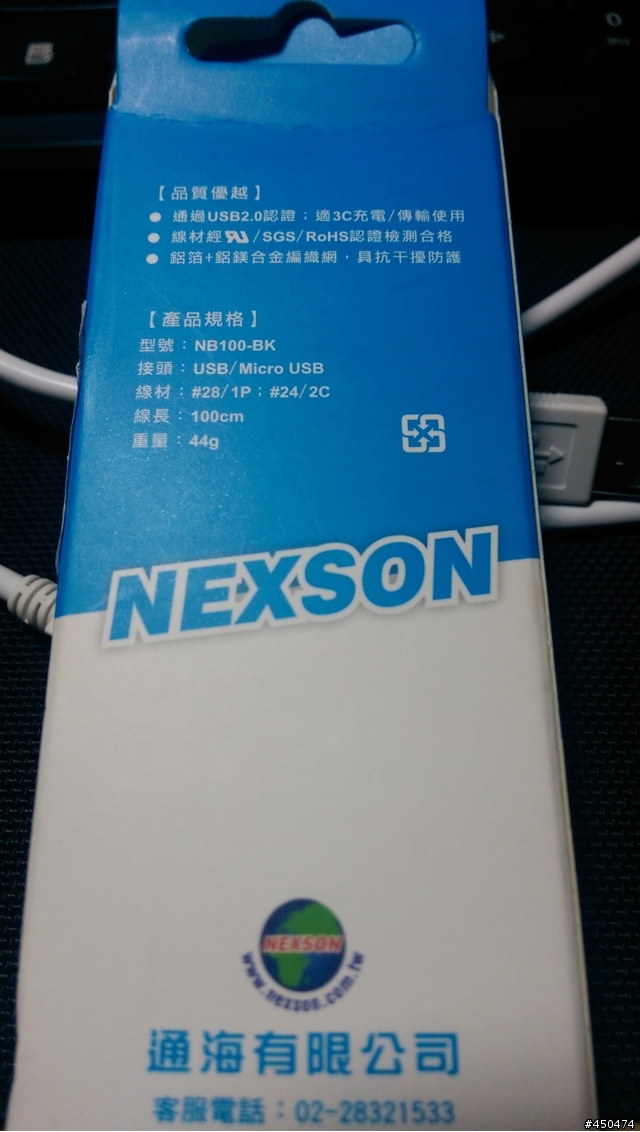 【品質優越】
● 通過USB2.0認證；適3C充電/傳輸使用
● 線材經RU/SGS/RoHS認證檢測合格
● 鋁箔+鋁鎂合金編織網，具抗干擾防護
【產品規格】
型號：NB100-BK
接頭：USB/Micro USB
線材：#28/1P；#24/2C
線長：100cm
重量：44g
NEXSON
NEXSON
www.nexson.com.tw
通海有限公司
客服電話：02-28321533
#450474